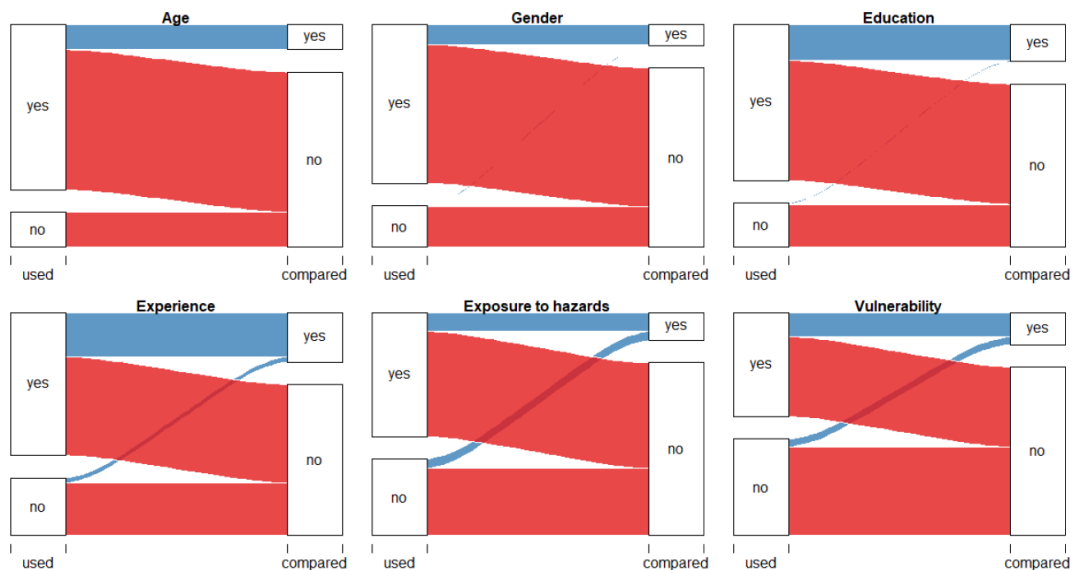 Age
Gender
Education
yes
yes
yes
yes
yes
yes
no
no
no
no
no
no
used
compared
used
compared
used
compared
Experience
Exposure to hazards
Vulnerability
yes
yes
yes
yes
yes
yes
no
no
no
no
no
no
used
compared
used
compared
used
compared